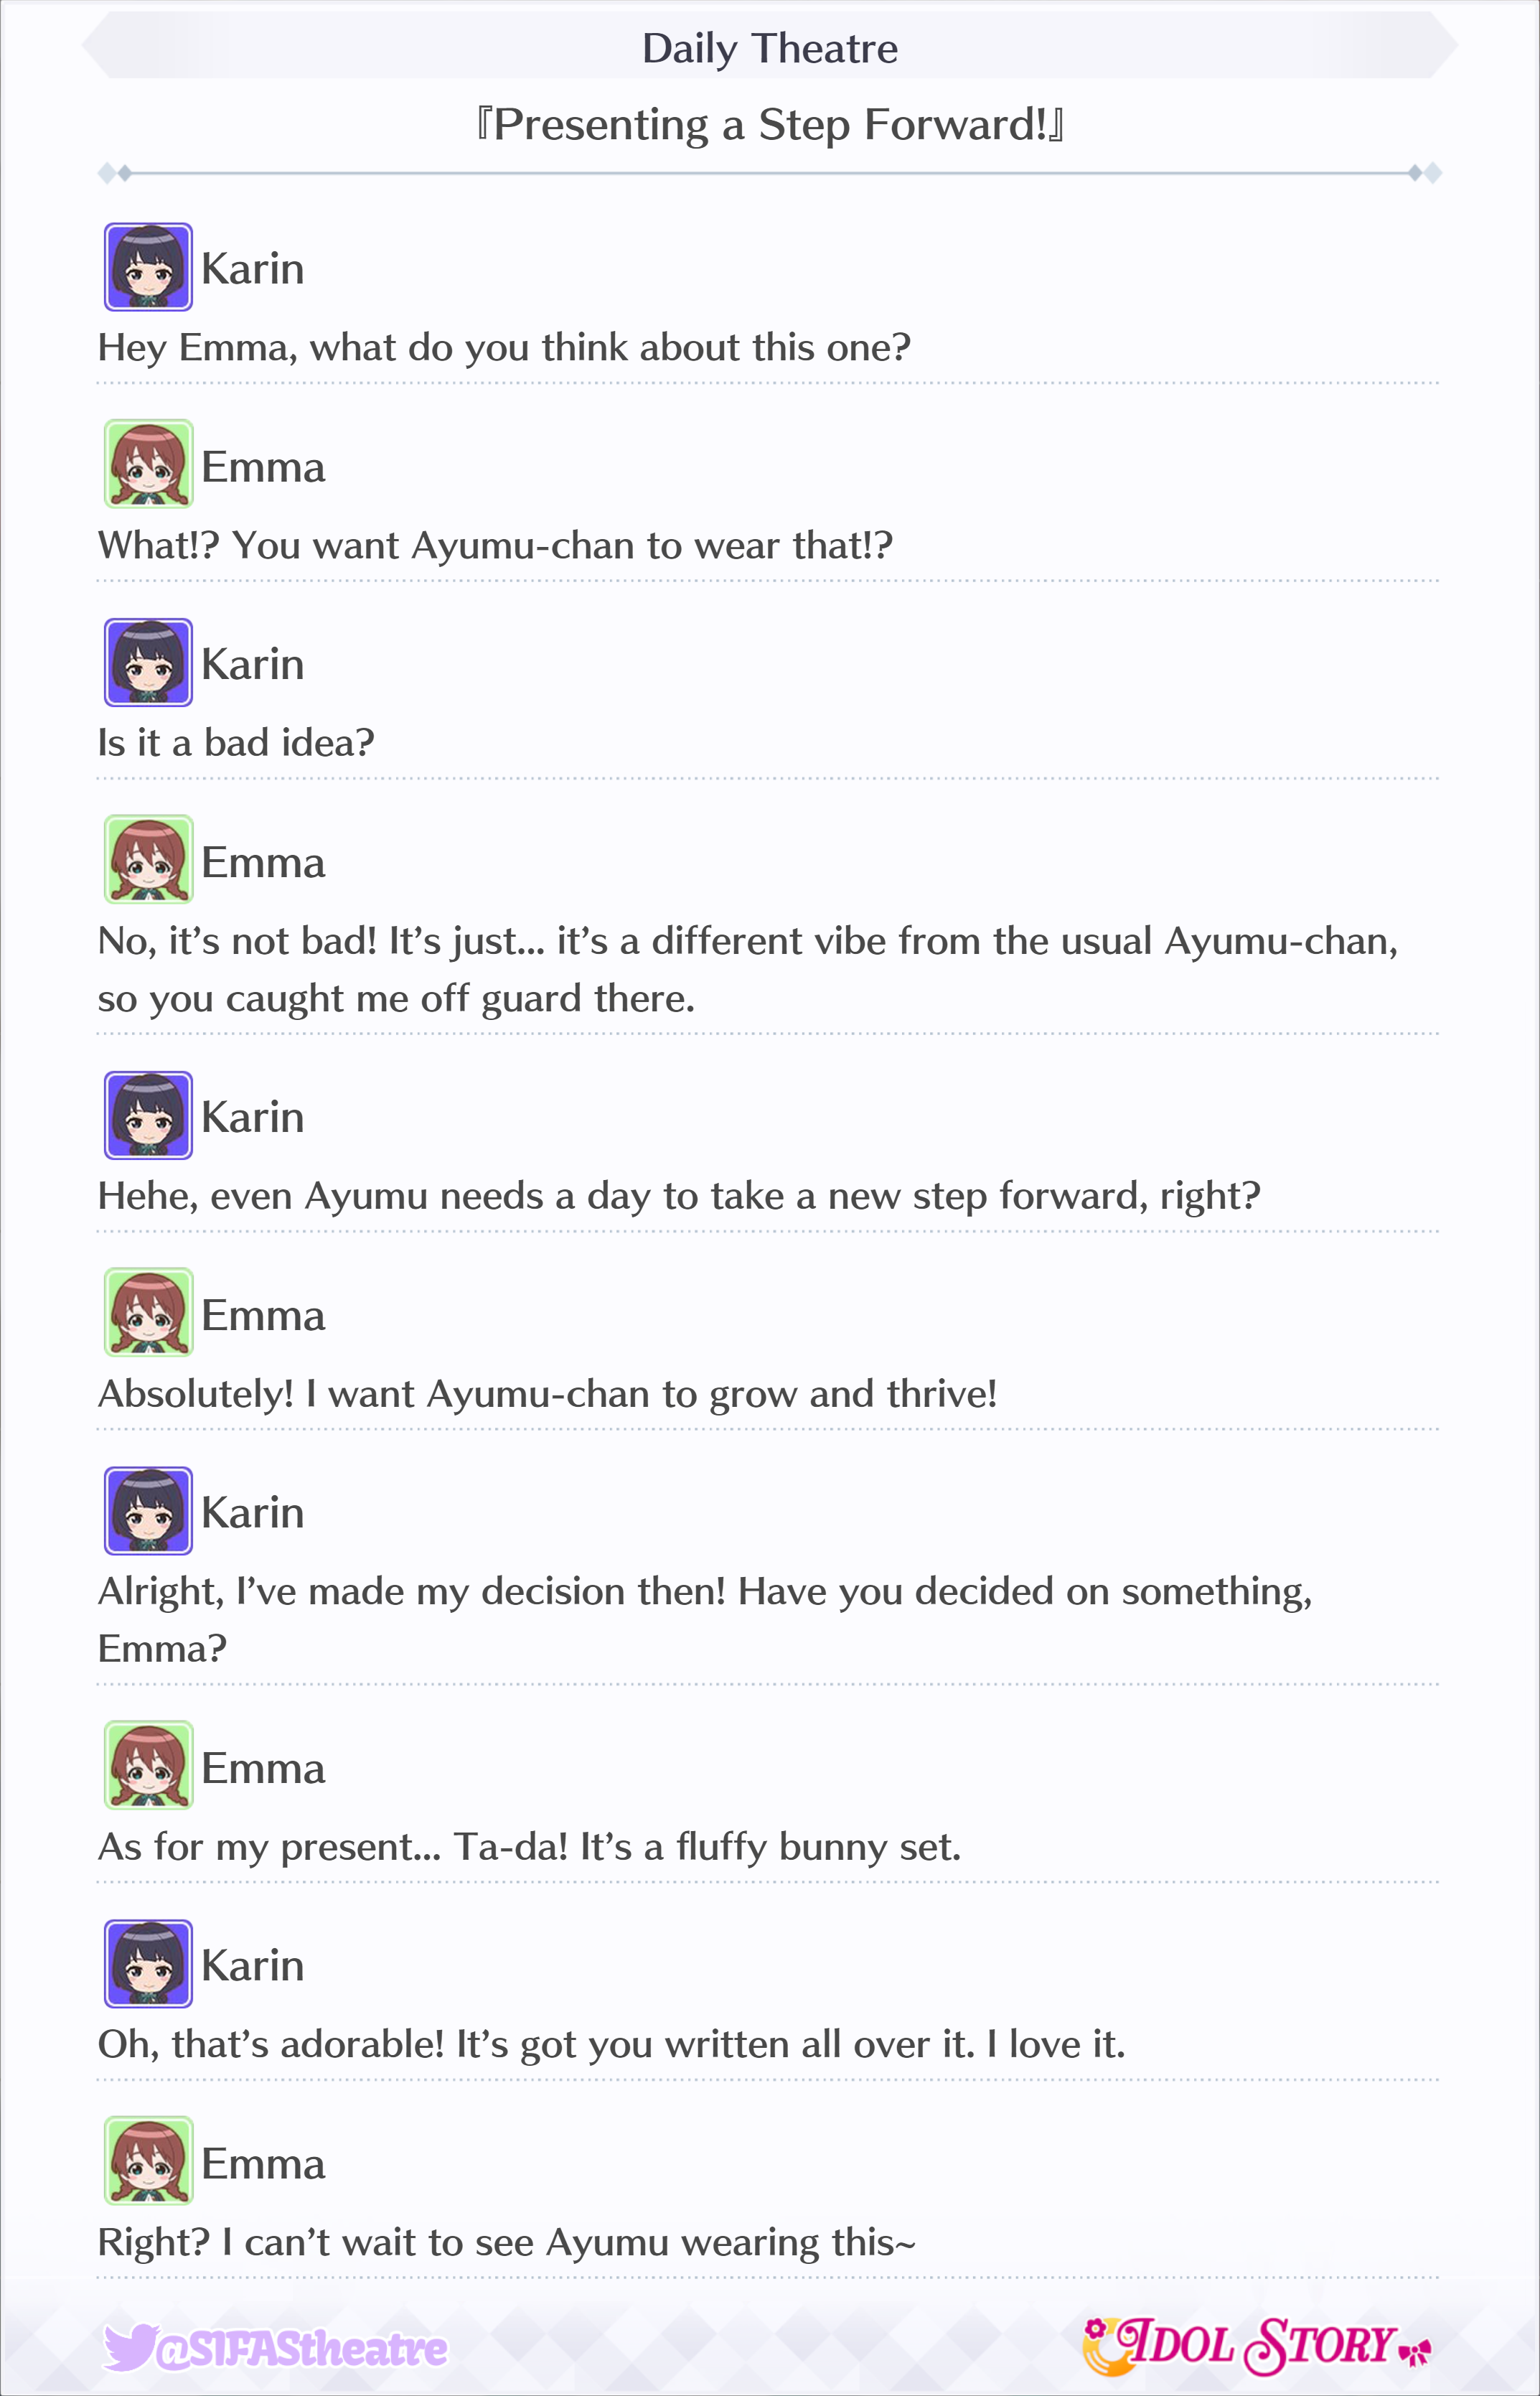 Daily Theatre
『Presenting a Step Forward!』
Karin
Hey Emma, what do you think about this one?
Emma
What!? You want Ayumu-chan to wear that!?
Karin
Is it a bad idea?
Emma
No, it's not bad! It's just... it's a different vibe from the usual Ayumu-chan,
so you caught me off guard there.
Karin
Hehe, even Ayumu needs a day to take a new step forward, right?
Emma
Absolutely! I want Ayumu-chan to grow and thrive!
Karin
Alright, I've made my decision then! Have you decided on something,
Emma?
Emma
As for my present... Ta-da! It's a fluffy bunny set.
Karin
Oh, that's adorable! It's got you written all over it. I love it.
Emma
Right? I can't wait to see Ayumu wearing this~
@SIFAStheatre
IDOL STORY